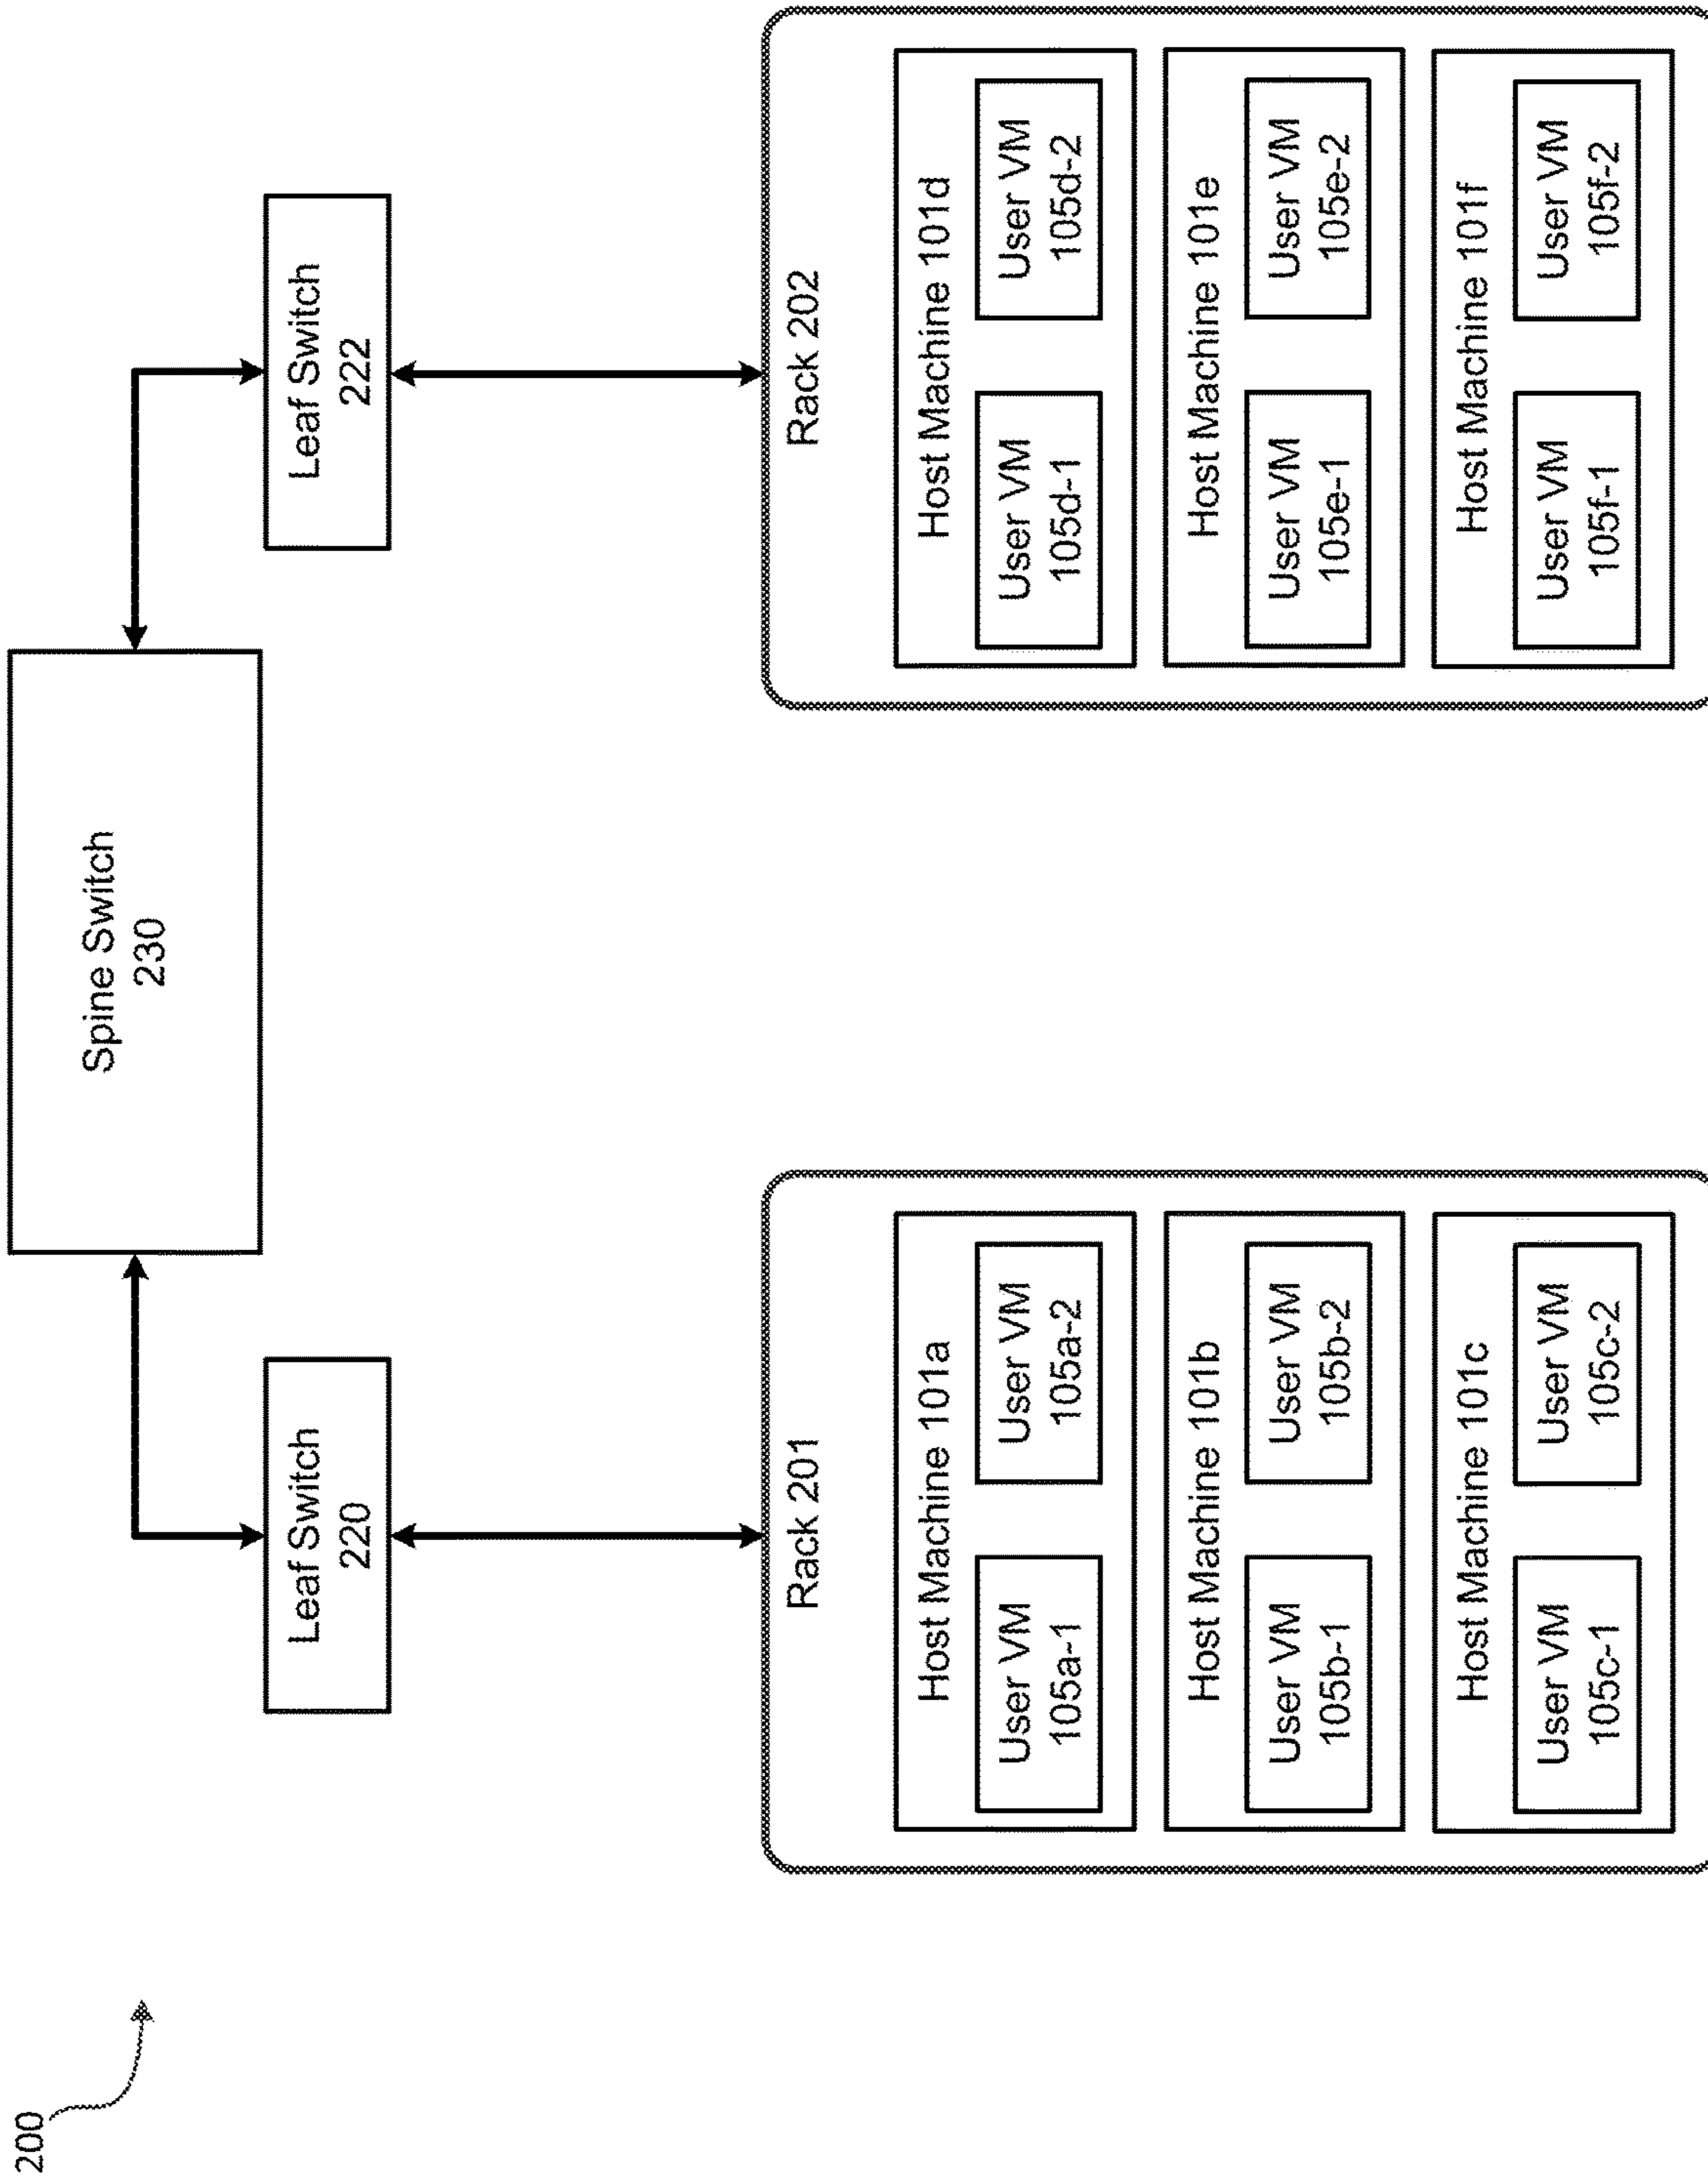 200
Spine Switch
230
Leaf Switch
220
Leaf Switch
222
Rack 201
Host Machine 101a
User VM
105a-1
User VM
105a-2
Host Machine 101b
User VM
105b-1
User VM
105b-2
Host Machine 101c
User VM
105c-1
User VM
105c-2
Rack 202
Host Machine 101d
User VM
105d-1
User VM
105d-2
Host Machine 101e
User VM
105e-1
User VM
105e-2
Host Machine 101f
User VM
105f-1
User VM
105f-2